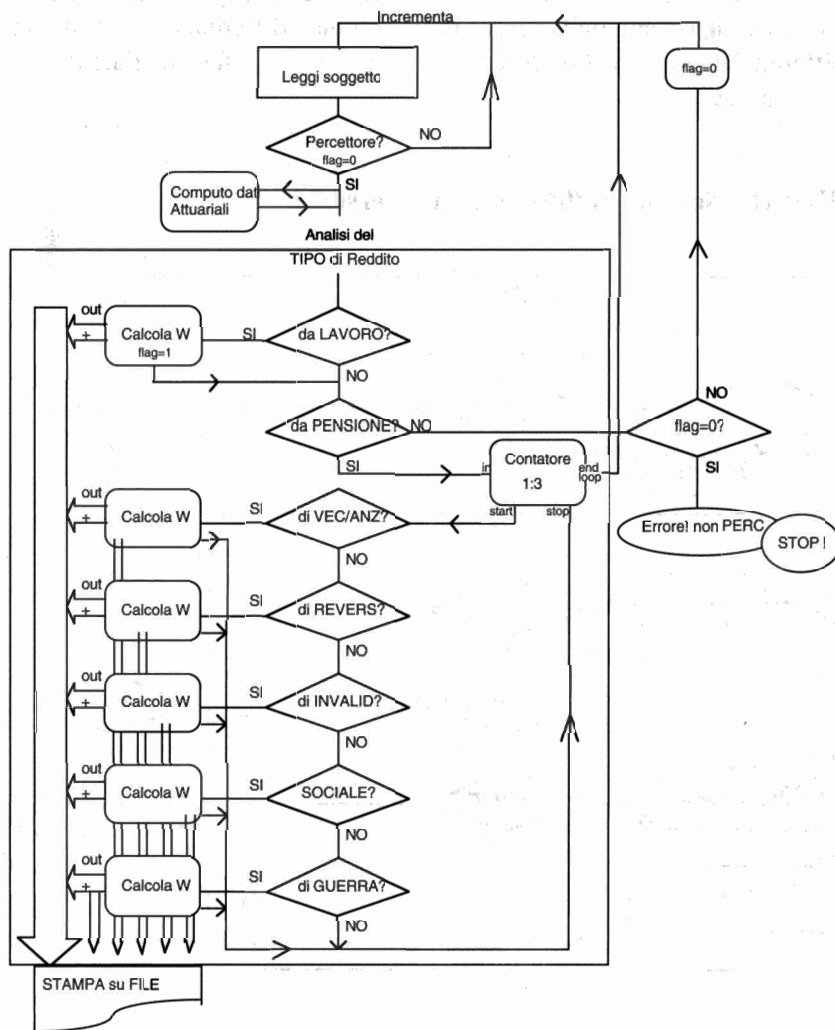 Incrementa
Leggi soggetto
flag=0
Percettore?
flag=0
NO
SI
Computo dat
Attuariali
Analisi del
TIPO di Reddito
out
+
Calcola W
flag=1
SI
da LAVORO?
NO
da PENSIONE?
NO
NO
flag=0?
SI
SI
in
Contatore
1:3
end
loop
start
stop
Errore! non PERC
STOP !
out
+
Calcola W
SI
di VEC/ANZ?
NO
out
+
Calcola W
SI
di REVERS?
NO
out
+
Calcola W
SI
di INVALID?
NO
out
+
Calcola W
SI
SOCIALE?
NO
out
+
Calcola W
SI
di GUERRA?
NO
STAMPA su FILE